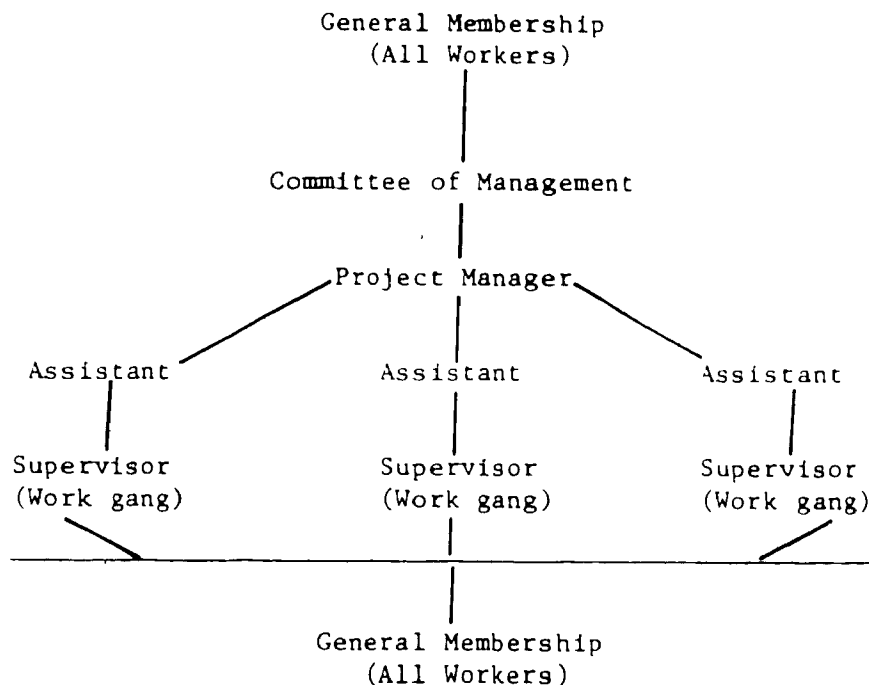 General Membership
(All Workers)
Committee of Management
Project Manager
Assistant Assistant Assistant
Supervisor Supervisor Supervisor
(Work gang) (Work gang) (Work gang)
General Membership
(All Workers)